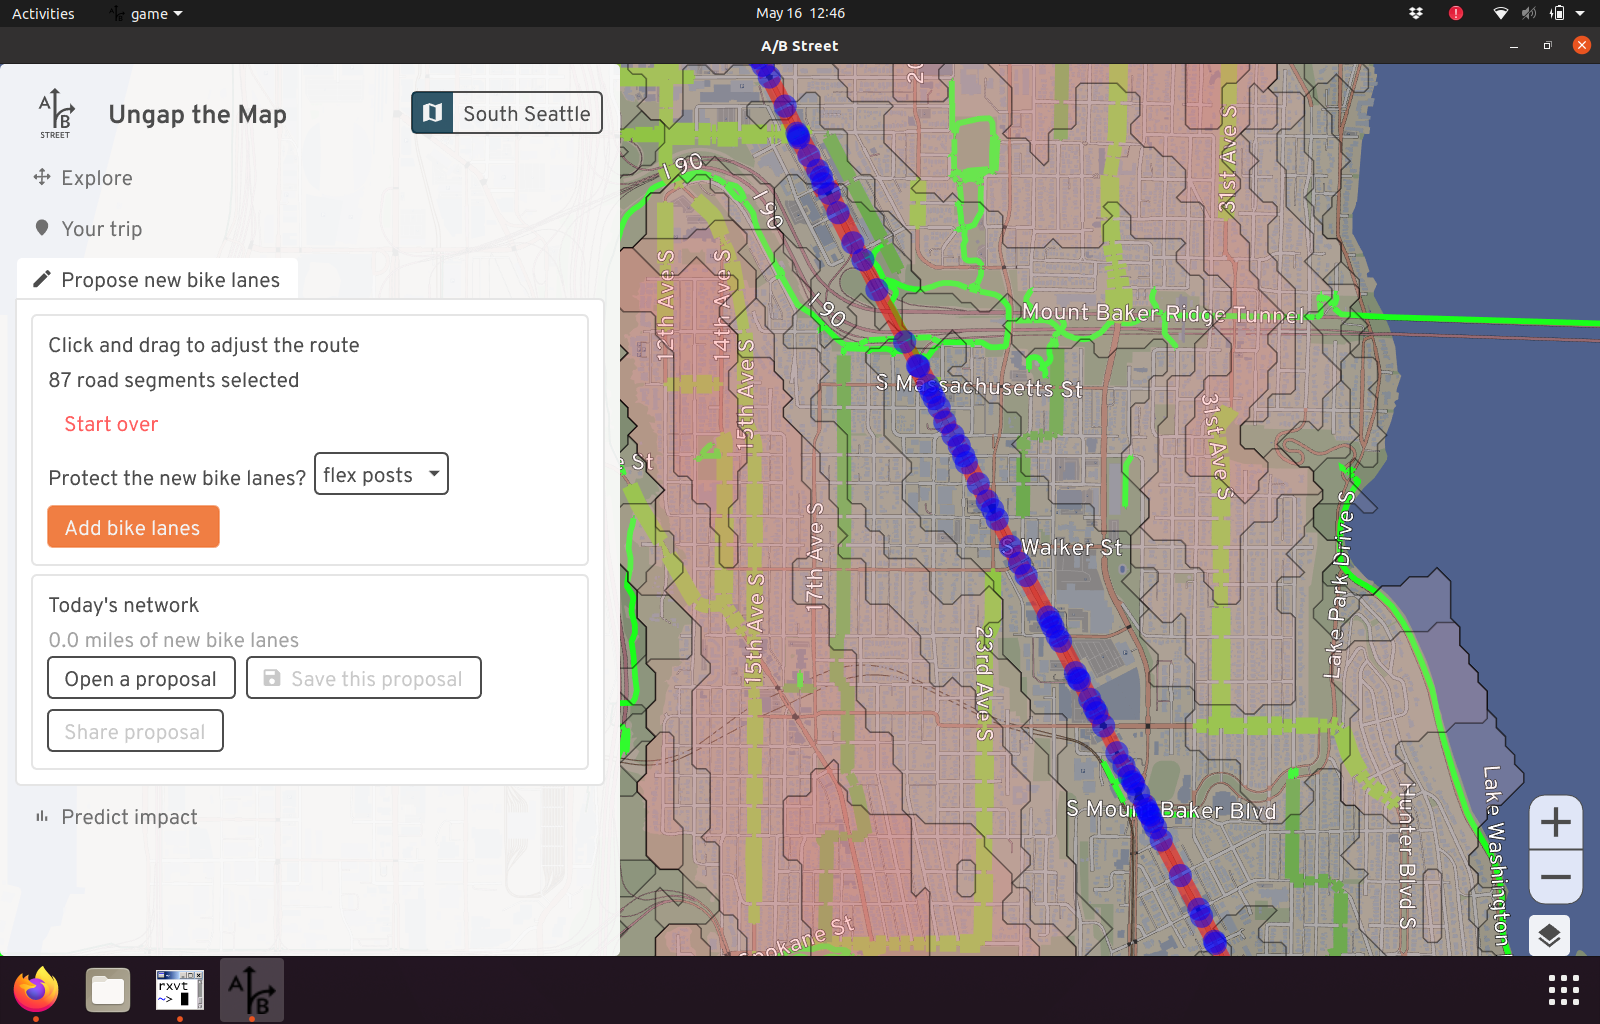 Activities
game
May 16 12:46
A/B Street
A
B
STREET
Ungap the Map
South Seattle
Explore
Your trip
Propose new bike lanes
Click and drag to adjust the route
87 road segments selected
Start over
Protect the new bike lanes?
flex posts
Add bike lanes
Today's network
0.0 miles of new bike lanes
Open a proposal
Save this proposal
Share proposal
Predict impact
I 90
I 90
I 90
31st Ave S
12th Ave S
14th Ave S
15th Ave S
Mount Baker Ridge Tunnel
S Massachusetts St
31st Ave S
e St
17th Ave S
S Walker St
Lake Park Drive S
15th Ave S
23rd Ave S
S Mount Baker Blvd
Hunter Blvd S
Lake Washington
pokane St
rxvt
~>
A
B